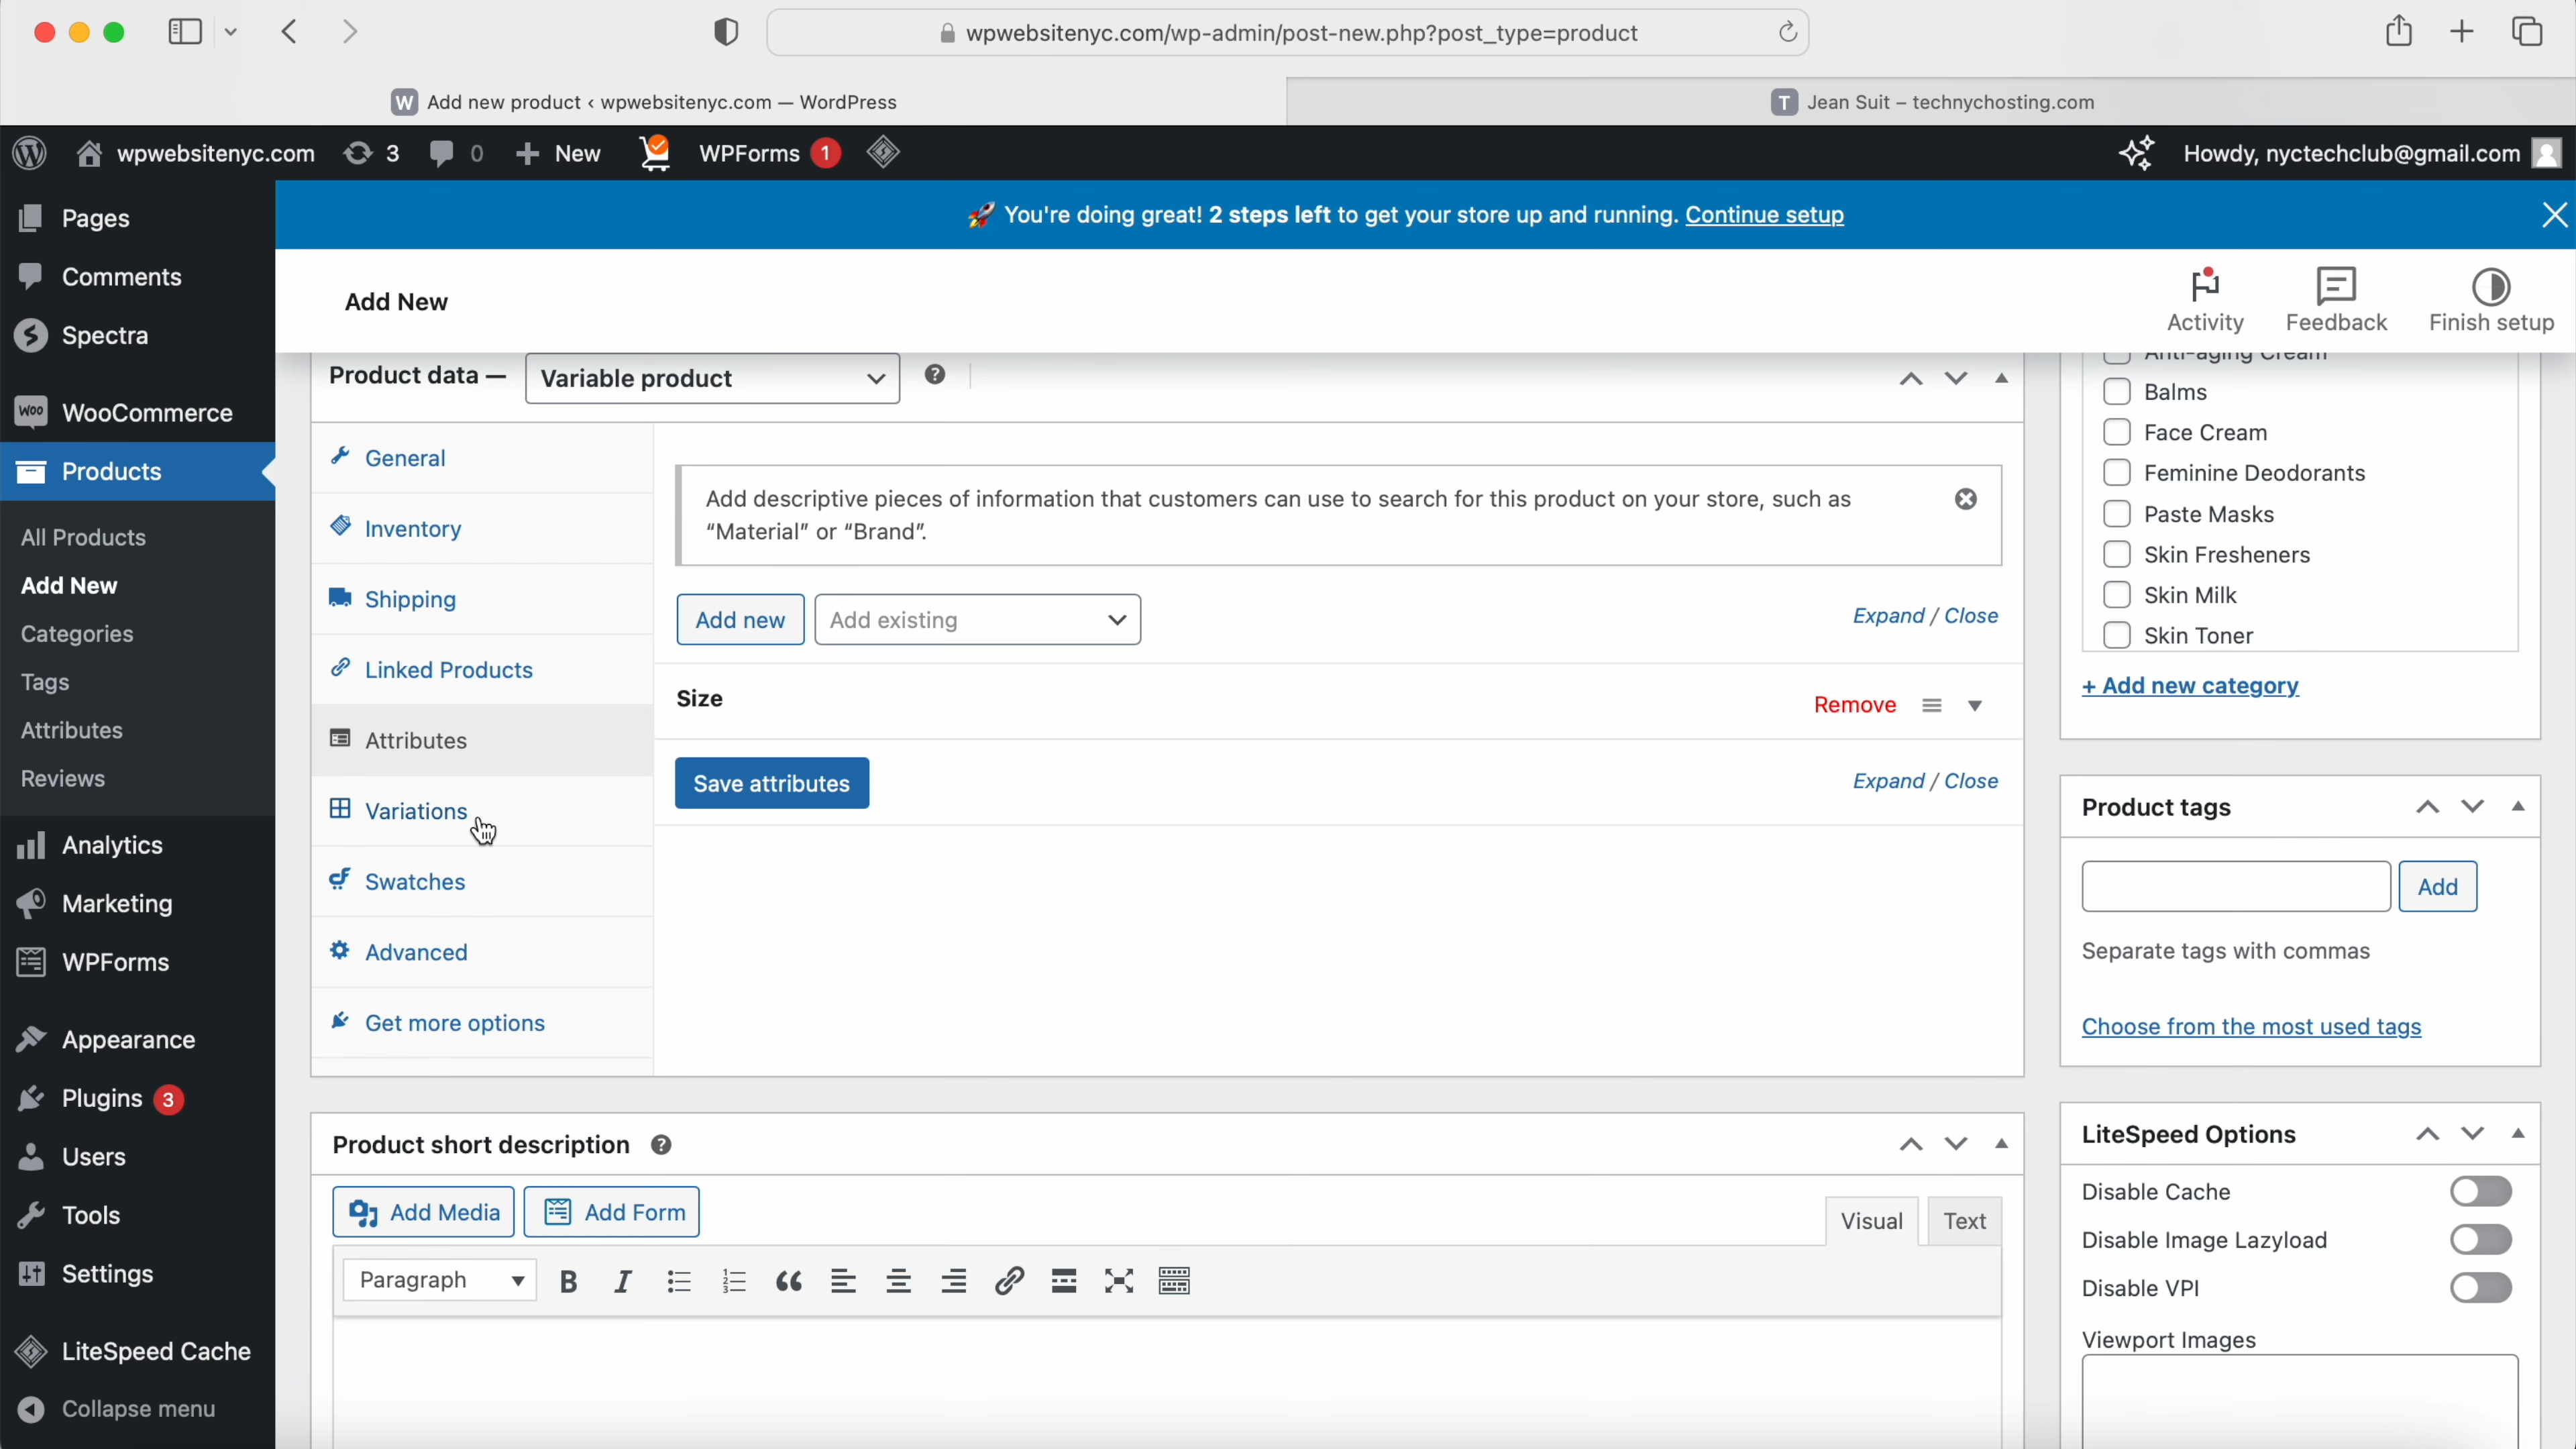 wpwebsitenyc.com/wp-admin/post-new.php?post_type=product
W Add new product ‹ wpwebsitenyc.com — WordPress
T Jean Suit – technychosting.com
wpwebsitenyc.com 3 0 New WPForms 1 Howdy, nyctechclub@gmail.com
Pages
Comments
Spectra
WooCommerce
Products
All Products
Add New
Categories
Tags
Attributes
Reviews
Analytics
Marketing
WPForms
Appearance
Plugins 3
Users
Tools
Settings
LiteSpeed Cache
Collapse menu
🚀 You're doing great! 2 steps left to get your store up and running. Continue setup
Add New
Activity
Feedback
Finish setup
Product data — Variable product
General
Inventory
Shipping
Linked Products
Attributes
Variations
Swatches
Advanced
Get more options
Add descriptive pieces of information that customers can use to search for this product on your store, such as
“Material” or “Brand”.
Add new Add existing Expand / Close
Size Remove
Save attributes Expand / Close
Product short description
Add Media Add Form Visual Text
Paragraph
Anti-aging Cream
Balms
Face Cream
Feminine Deodorants
Paste Masks
Skin Fresheners
Skin Milk
Skin Toner
+ Add new category
Product tags
Add
Separate tags with commas
Choose from the most used tags
LiteSpeed Options
Disable Cache
Disable Image Lazyload
Disable VPI
Viewport Images